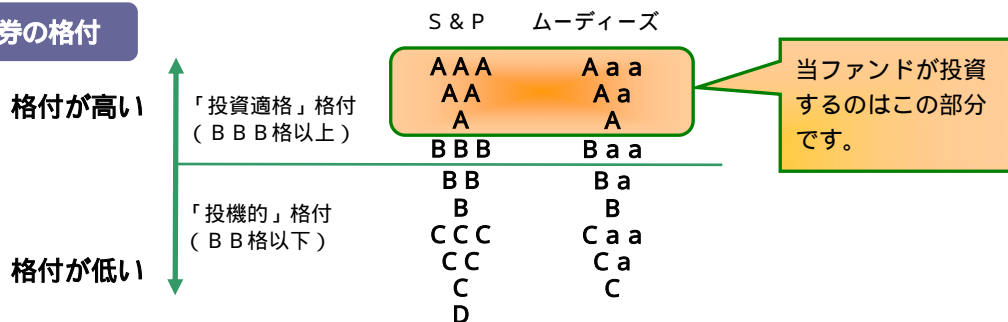 券の格付
S＆P ムーディーズ
格付が高い
「投資適格」格付
（ＢＢＢ格以上）
AAA Aaa
AA Aa
A A
BBB Baa
当ファンドが投資
するのはこの部分
です。
「投機的」格付
（ＢＢ格以下）
格付が低い
BB Ba
B B
CCC Caa
CC Ca
C C
D